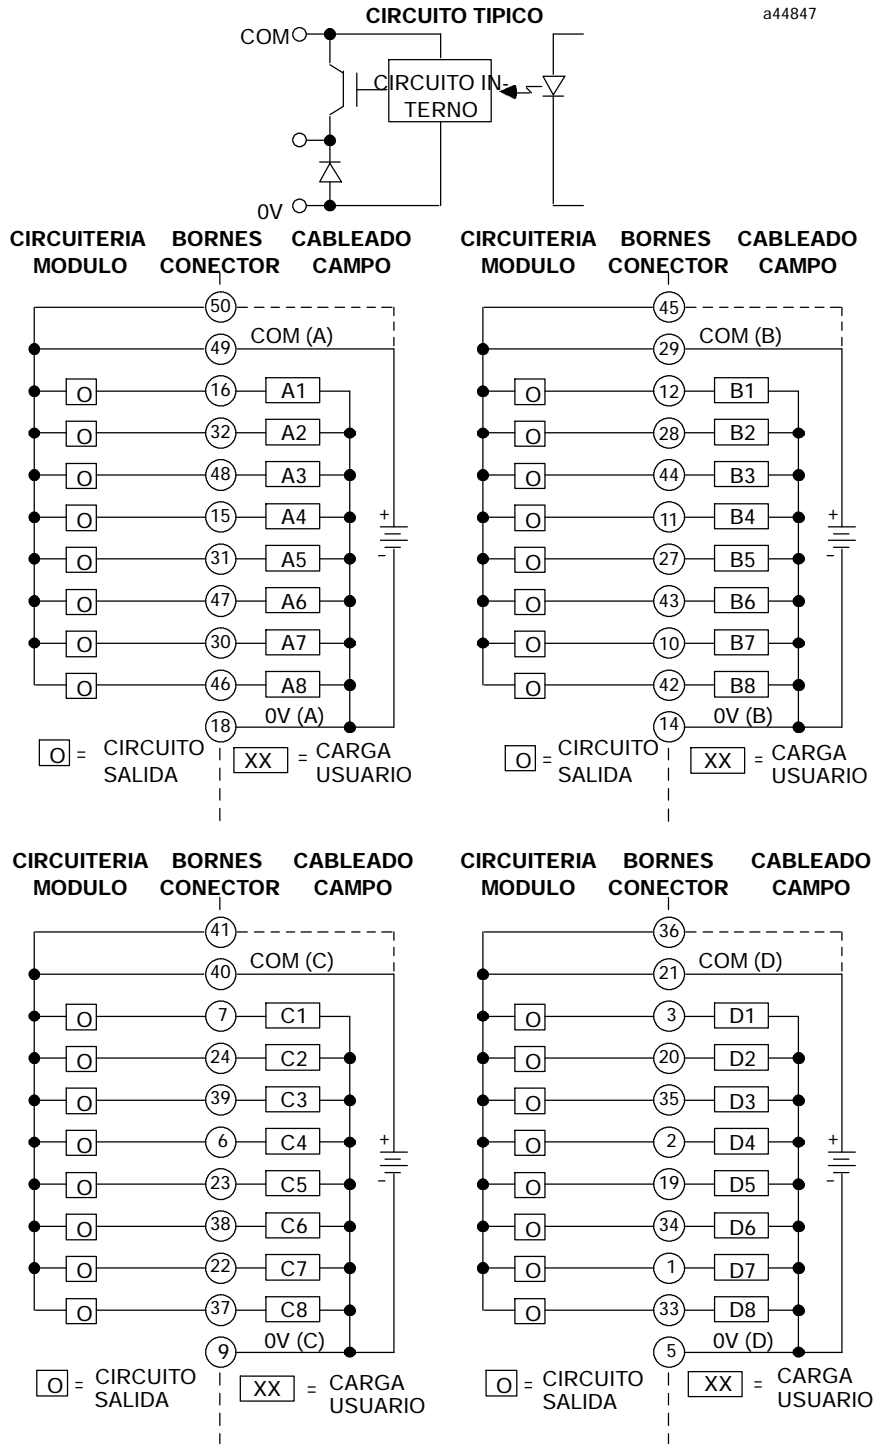 CIRCUITO TIPICO
a44847
COM
CIRCUITO IN-
TERNO
0V
CIRCUITERIA MODULO
BORNES CONECTOR
CABLEADO CAMPO
50
COM (A)
49
O 16 A1
O 32 A2
O 48 A3
O 15 A4
+
O 31 A5
-
O 47 A6
O 30 A7
O 46 A8
18 0V (A)
O = CIRCUITO SALIDA
XX = CARGA USUARIO
CIRCUITERIA MODULO
BORNES CONECTOR
CABLEADO CAMPO
45
COM (B)
29
O 12 B1
O 28 B2
O 44 B3
O 11 B4
+
O 27 B5
-
O 43 B6
O 10 B7
O 42 B8
14 0V (B)
O = CIRCUITO SALIDA
XX = CARGA USUARIO
CIRCUITERIA MODULO
BORNES CONECTOR
CABLEADO CAMPO
41
COM (C)
40
O 7 C1
O 24 C2
O 39 C3
O 6 C4
+
O 23 C5
-
O 38 C6
O 22 C7
O 37 C8
9 0V (C)
O = CIRCUITO SALIDA
XX = CARGA USUARIO
CIRCUITERIA MODULO
BORNES CONECTOR
CABLEADO CAMPO
36
COM (D)
21
O 3 D1
O 20 D2
O 35 D3
O 2 D4
+
O 19 D5
-
O 34 D6
O 1 D7
O 33 D8
5 0V (D)
O = CIRCUITO SALIDA
XX = CARGA USUARIO